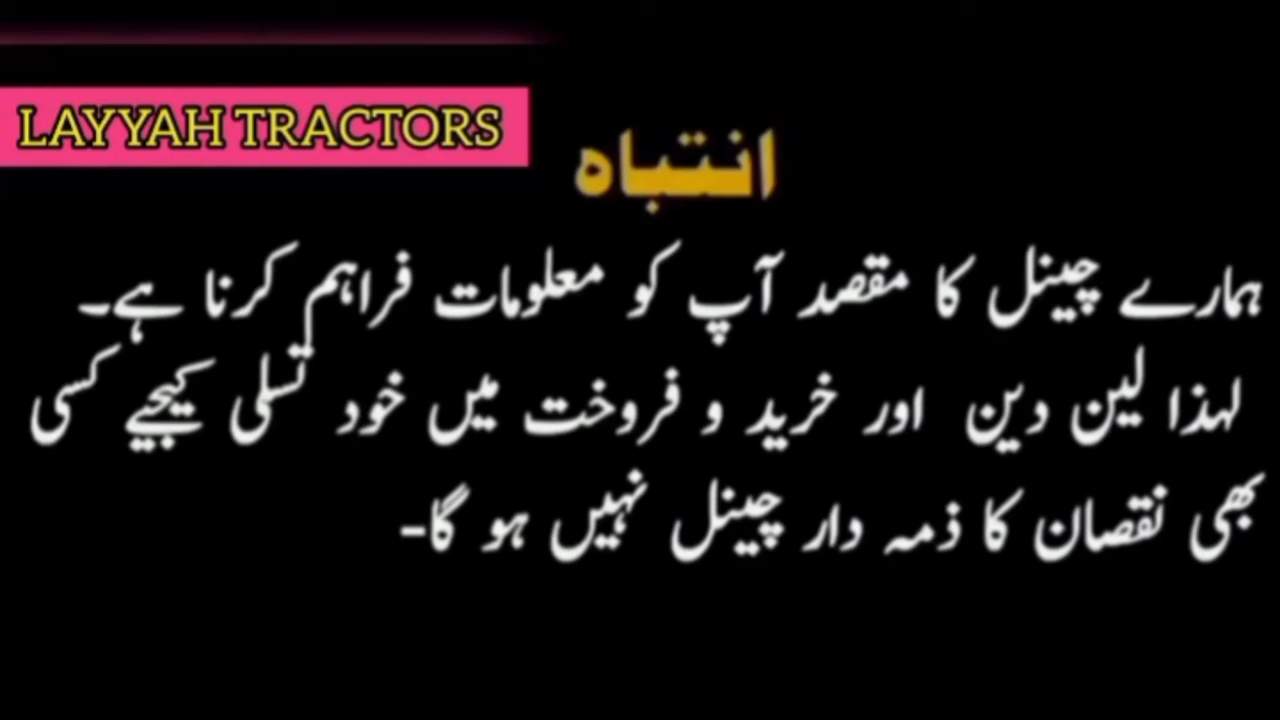 LAYYAH TRACTORS
انتباہ
ہمارے چینل کا مقصد آپ کو معلومات فراہم کرنا ہے۔
لہذا لین دین اور خرید و فروخت میں خود تسلی کیجیے کسی
بھی نقصان کا ذمہ دار چینل نہیں ہو گا-